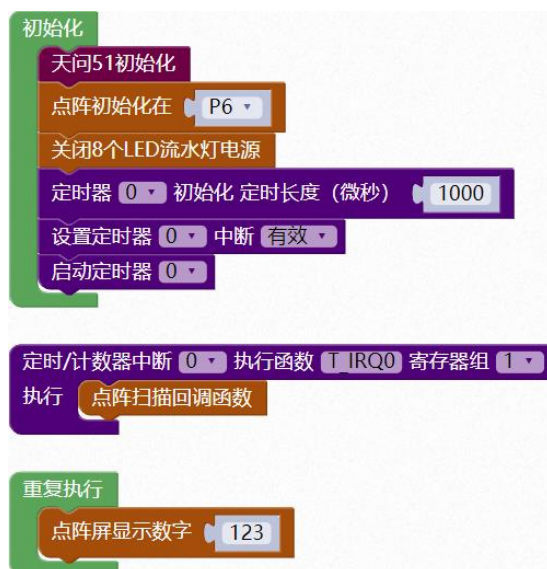 初始化
天问51初始化
点阵初始化在 P6
关闭8个LED流水灯电源
定时器 0 初始化 定时长度（微秒） 1000
设置定时器 0 中断 有效
启动定时器 0
定时/计数器中断 0 执行函数 T_IRQ0 寄存器组 1
执行 点阵扫描回调函数
重复执行
点阵屏显示数字 123